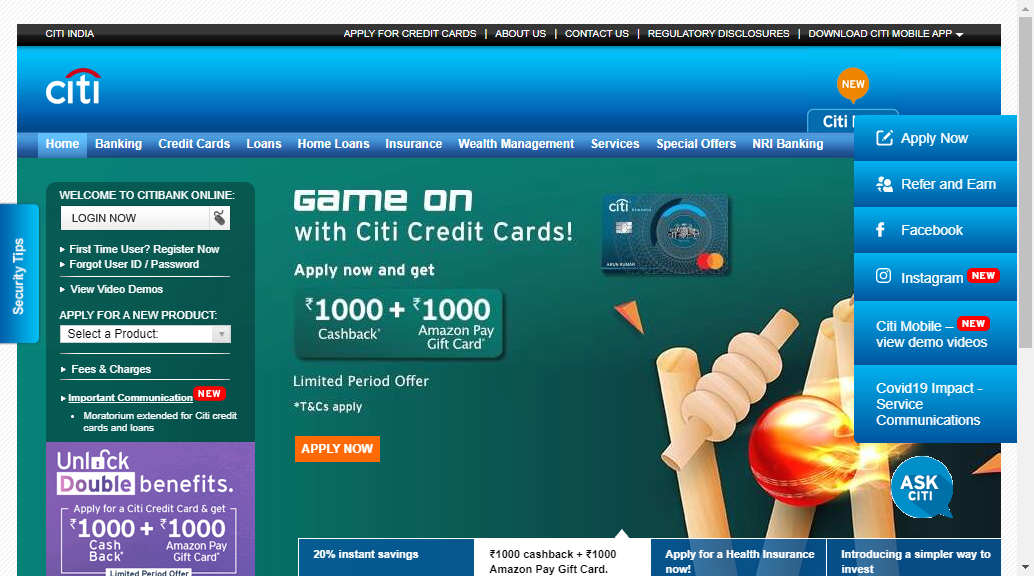 CITI INDIA
APPLY FOR CREDIT CARDS | ABOUT US | CONTACT US | REGULATORY DISCLOSURES | DOWNLOAD CITI MOBILE APP
citi
NEW
Citi
Home Banking Credit Cards Loans Home Loans Insurance Wealth Management Services Special Offers NRI Banking
Apply Now
Refer and Earn
Facebook
Instagram NEW
Citi Mobile – NEW
view demo videos
Covid19 Impact -
Service
Communications
ASK
CITI
Security Tips
WELCOME TO CITIBANK ONLINE:
LOGIN NOW
First Time User? Register Now
Forgot User ID / Password
View Video Demos
APPLY FOR A NEW PRODUCT:
Select a Product:
Fees & Charges
Important Communication NEW
Moratorium extended for Citi credit
cards and loans
Unlock
Double benefits.
Apply for a Citi Credit Card & get
₹1000 + ₹1000
Cash
Back*
Amazon Pay
Gift Card*
Limited Period Offer
GAME ON
with Citi Credit Cards!
Apply now and get
₹1000 + ₹1000
Cashback*
Amazon Pay
Gift Card*
Limited Period Offer
*T&Cs apply
APPLY NOW
citi REWARDS
ARUN KUMAR
20% instant savings
₹1000 cashback + ₹1000
Amazon Pay Gift Card.
Apply for a Health Insurance
now!
Introducing a simpler way to
invest